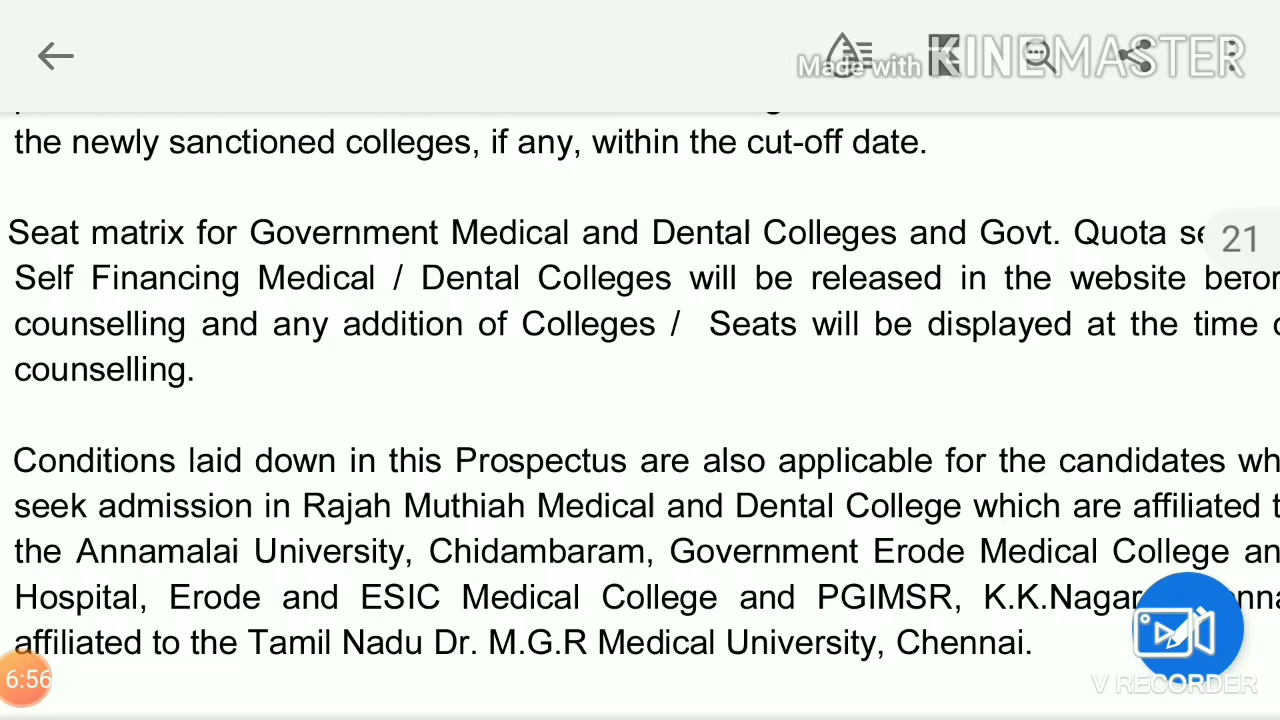 Made with KINEMASTER
the newly sanctioned colleges, if any, within the cut-off date.
Seat matrix for Government Medical and Dental Colleges and Govt. Quota
21
Self Financing Medical / Dental Colleges will be released in the website
counselling and any addition of Colleges / Seats will be displayed at the time
counselling.
Conditions laid down in this Prospectus are also applicable for the candidates
seek admission in Rajah Muthiah Medical and Dental College which are affiliated
the Annamalai University, Chidambaram, Government Erode Medical College
Hospital, Erode and ESIC Medical College and PGIMSR, K.K.Nagar
affiliated to the Tamil Nadu Dr. M.G.R Medical University, Chennai.
6:56
V RECORDER